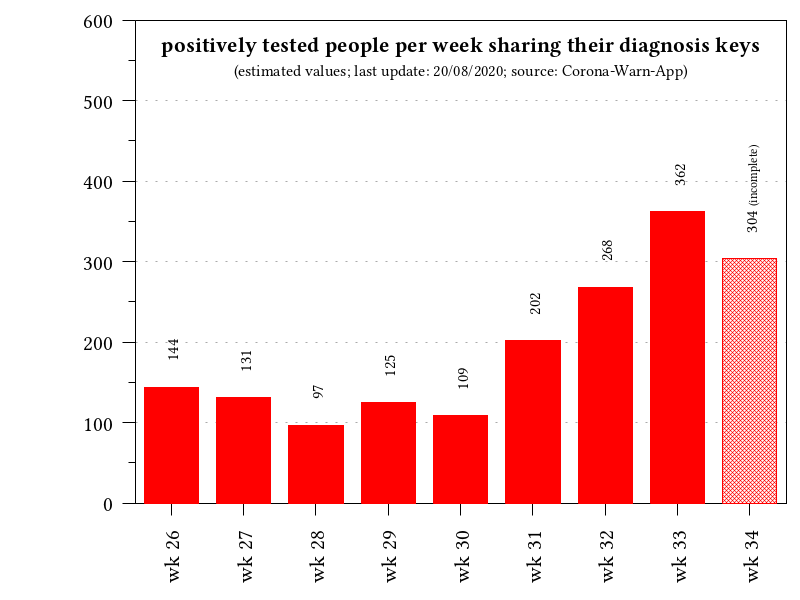 positively tested people per week sharing their diagnosis keys
(estimated values; last update: 20/08/2020; source: Corona-Warn-App)
600
500
400
300
200
100
0
144
131
97
125
109
202
268
362
304 (incomplete)
wk 26
wk 27
wk 28
wk 29
wk 30
wk 31
wk 32
wk 33
wk 34